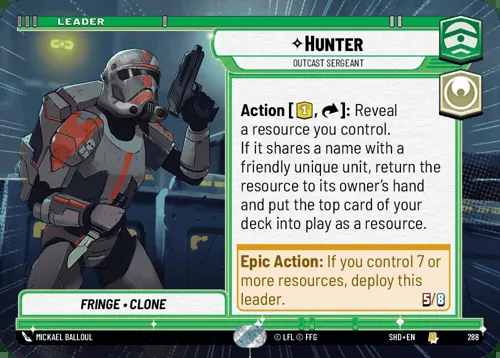 LEADER
HUNTER
OUTCAST SERGEANT
Action [1, ]: Reveal
a resource you control.
If it shares a name with a
friendly unique unit, return the
resource to its owner's hand
and put the top card of your
deck into play as a resource.
Epic Action: If you control 7 or
more resources, deploy this
leader.
5/8
FRINGE • CLONE
MICKAEL BALLOUL
© LFL © FFG
SHD • EN
288